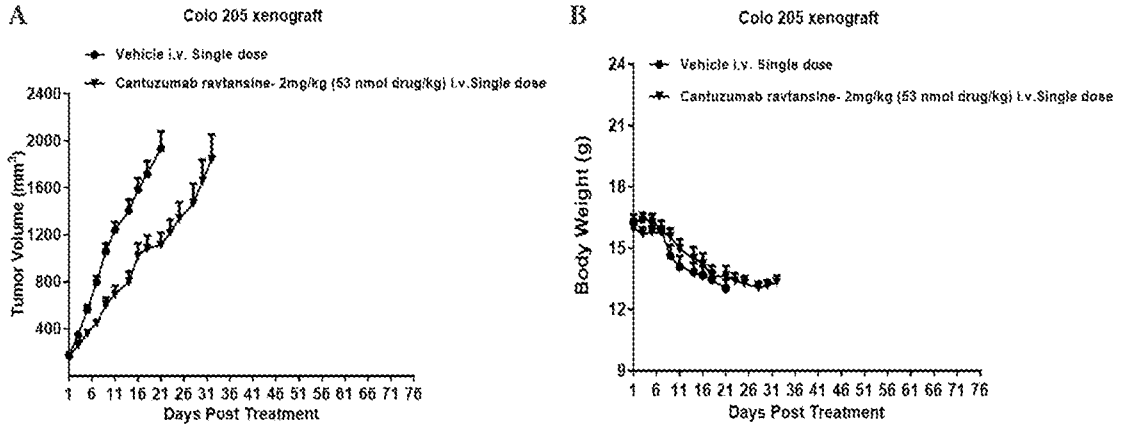 A
Colo 205 xenograft
Vehicle i.v. Single dose
Cantuzumab ravtansine- 2mg/kg (53 nmol drug/kg) i.v.Single dose
2400
2000
1600
1200
800
400
Tumor Volume (mm³)
1 6 11 16 21 26 31 36 41 46 51 56 61 66 71 76
Days Post Treatment
B
Colo 205 xenograft
Vehicle i.v. Single dose
Cantuzumab ravtansine- 2mg/kg (53 nmol drug/kg) i.v.Single dose
24
21
18
15
12
9
Body Weight (g)
1 6 11 16 21 26 31 36 41 46 51 56 61 66 71 76
Days Post Treatment